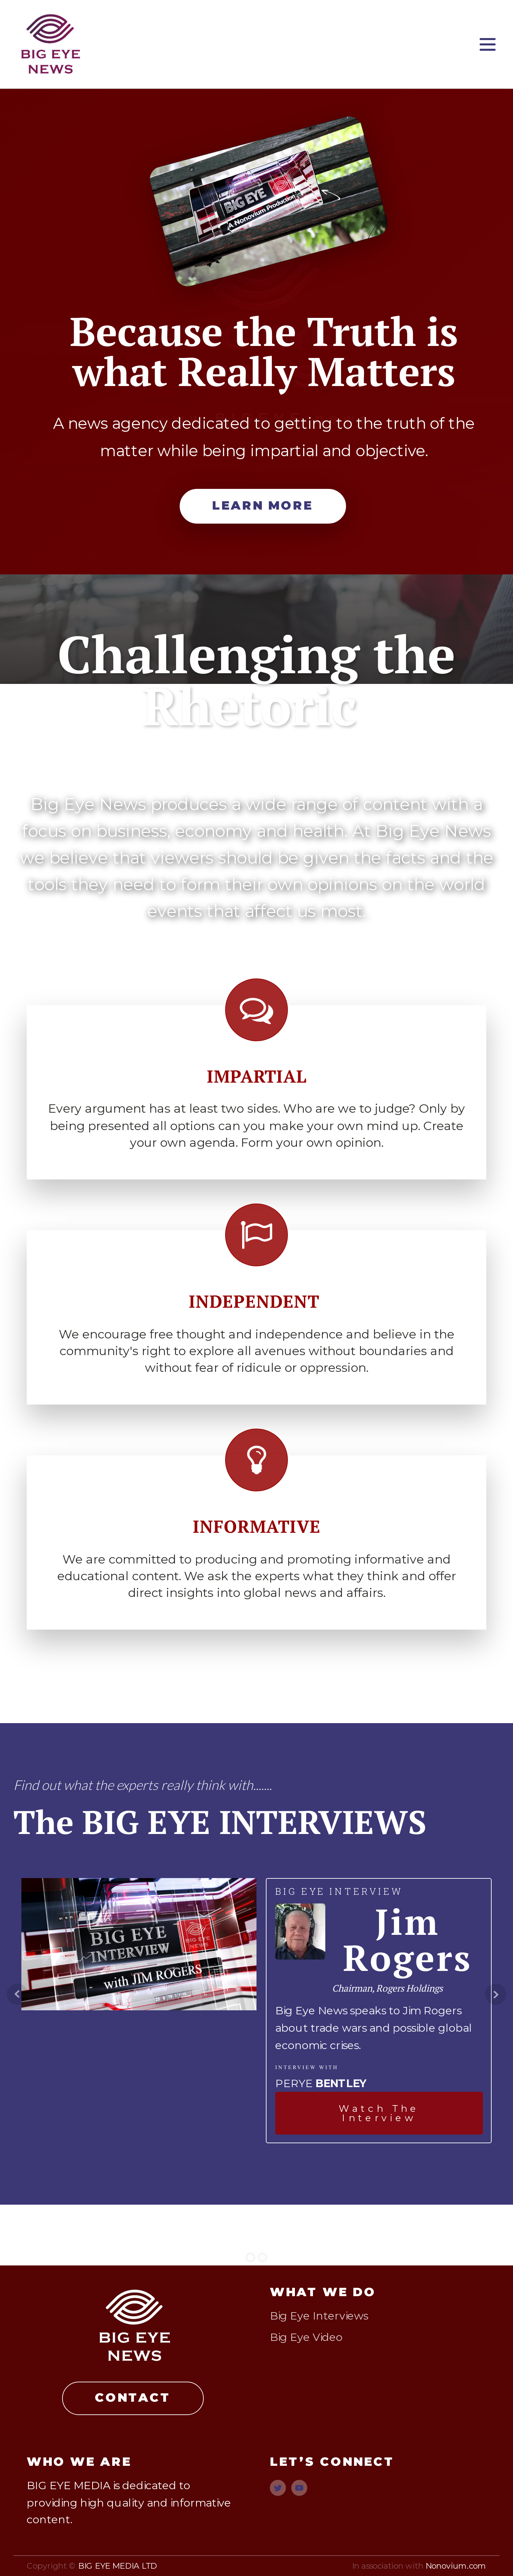 BIG EYE
NEWS
BIG EYE
A Nonovium Production
Because the Truth is
what Really Matters
A news agency dedicated to getting to the truth of the
matter while being impartial and objective.
LEARN MORE
Challenging the
Rhetoric
Big Eye News produces a wide range of content with a
focus on business, economy and health. At Big Eye News
we believe that viewers should be given the facts and the
tools they need to form their own opinions on the world
events that affect us most.
IMPARTIAL
Every argument has at least two sides. Who are we to judge? Only by
being presented all options can you make your own mind up. Create
your own agenda. Form your own opinion.
INDEPENDENT
We encourage free thought and independence and believe in the
community's right to explore all avenues without boundaries and
without fear of ridicule or oppression.
INFORMATIVE
We are committed to producing and promoting informative and
educational content. We ask the experts what they think and offer
direct insights into global news and affairs.
Find out what the experts really think with.......
The BIG EYE INTERVIEWS
BIG EYE
INTERVIEW
with JIM ROGERS
BIG EYE INTERVIEW
Jim
Rogers
Chairman, Rogers Holdings
Big Eye News speaks to Jim Rogers
about trade wars and possible global
economic crises.
INTERVIEW WITH
PERYE BENTLEY
Watch The
Interview
BIG EYE
NEWS
CONTACT
WHAT WE DO
Big Eye Interviews
Big Eye Video
WHO WE ARE
BIG EYE MEDIA is dedicated to
providing high quality and informative
content.
LET'S CONNECT
Copyright © BIG EYE MEDIA LTD
In association with Nonovium.com